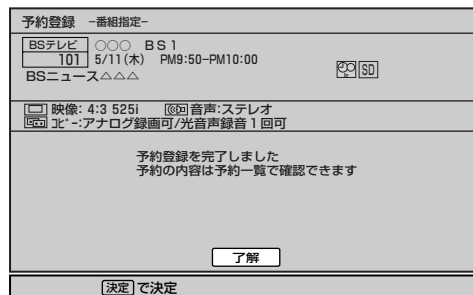 予約登録 -番組指定-
BSテレビ ○○○ BS1
101 5/11(木) PM9:50-PM10:00
SD
BSニュース△△△
映像: 4:3 525i 音声:ステレオ
コピー:アナログ録画可/光音声録音1回可
予約登録を完了しました
予約の内容は予約一覧で確認できます
了解
決定で決定